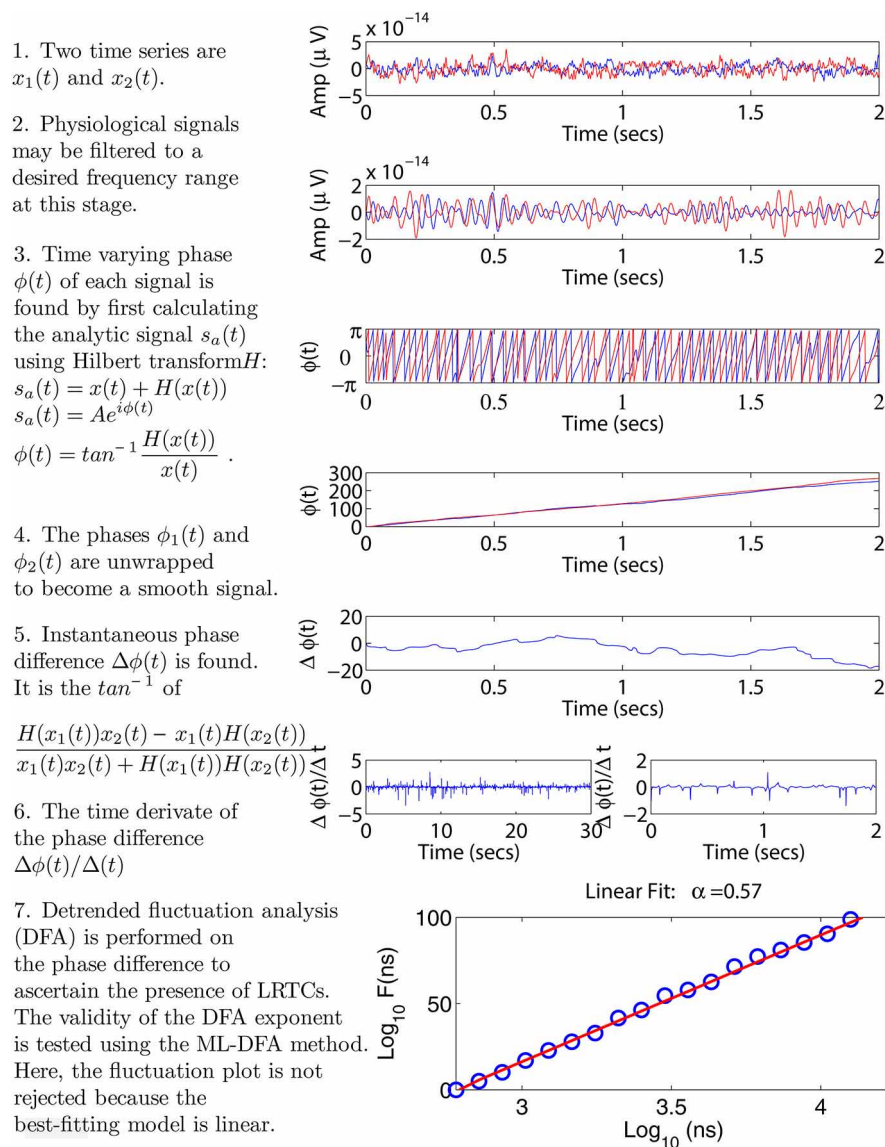 1. Two time series are
x₁(t) and x₂(t).
2. Physiological signals
may be filtered to a
desired frequency range
at this stage.
3. Time varying phase
ϕ(t) of each signal is
found by first calculating
the analytic signal sₐ(t)
using Hilbert transformH:
sₐ(t) = x(t) + H(x(t))
sₐ(t) = Ae^{iϕ(t)}
ϕ(t) = tan⁻¹ H(x(t)) / x(t) .
4. The phases ϕ₁(t) and
ϕ₂(t) are unwrapped
to become a smooth signal.
5. Instantaneous phase
difference Δϕ(t) is found.
It is the tan⁻¹ of
H(x₁(t))x₂(t) − x₁(t)H(x₂(t))
x₁(t)x₂(t) + H(x₁(t))H(x₂(t))
6. The time derivate of
the phase difference
Δϕ(t)/Δ(t)
7. Detrended fluctuation analysis
(DFA) is performed on
the phase difference to
ascertain the presence of LRTCs.
The validity of the DFA exponent
is tested using the ML-DFA method.
Here, the fluctuation plot is not
rejected because the
best-fitting model is linear.
x 10⁻¹⁴
Amp (μ V)
5
0
−5
0 0.5 1 1.5 2
Time (secs)
x 10⁻¹⁴
Amp (μ V)
2
0
−2
0 0.5 1 1.5 2
Time (secs)
ϕ(t)
π
0
−π
0 0.5 1 1.5 2
Time (secs)
ϕ(t)
300
200
100
0
0 0.5 1 1.5 2
Time (secs)
Δ ϕ(t)
20
0
−20
0 0.5 1 1.5 2
Time (secs)
Δ ϕ(t)/Δ t
5
0
−5
0 10 20 30
Time (secs)
Δ ϕ(t)/Δ t
2
0
−2
0 1 2
Time (secs)
Linear Fit: α =0.57
Log₁₀ F(ns)
100
50
0
3 3.5 4
Log₁₀ (ns)